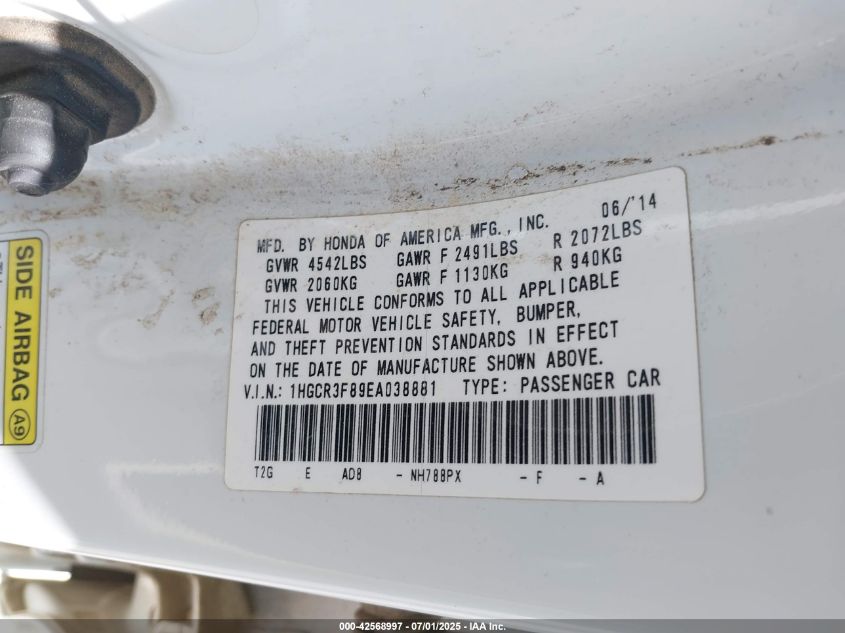 06/'14
MFD. BY HONDA OF AMERICA MFG., INC.
GVWR 4542LBS GAWR F 2491LBS R 2072LBS
GVWR 2060KG GAWR F 1130KG R 940KG
THIS VEHICLE CONFORMS TO ALL APPLICABLE
FEDERAL MOTOR VEHICLE SAFETY, BUMPER,
AND THEFT PREVENTION STANDARDS IN EFFECT
ON THE DATE OF MANUFACTURE SHOWN ABOVE.
V.I.N.: 1HGCR3F89EA038881 TYPE: PASSENGER CAR
T2G E AD8 - NH788PX - F - A
SIDE AIRBAG A9
000-42568997 - 07/01/2025 - IAA Inc.